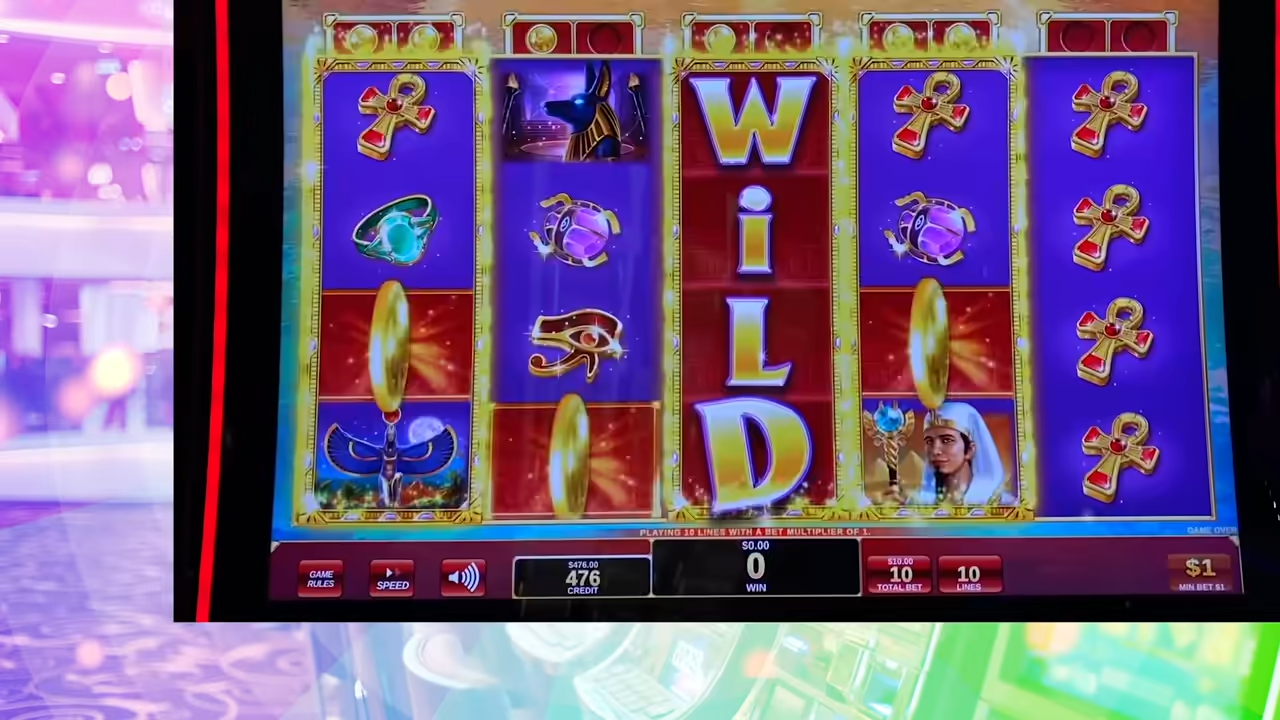 WiLD
PLAYING 10 LINES WITH A BET MULTIPLIER OF 1.
GAME OVER
GAME RULES
SPEED
$476.00
476
CREDIT
$0.00
0
WIN
$10.00
10
TOTAL BET
10
LINES
$1
MIN BET $1